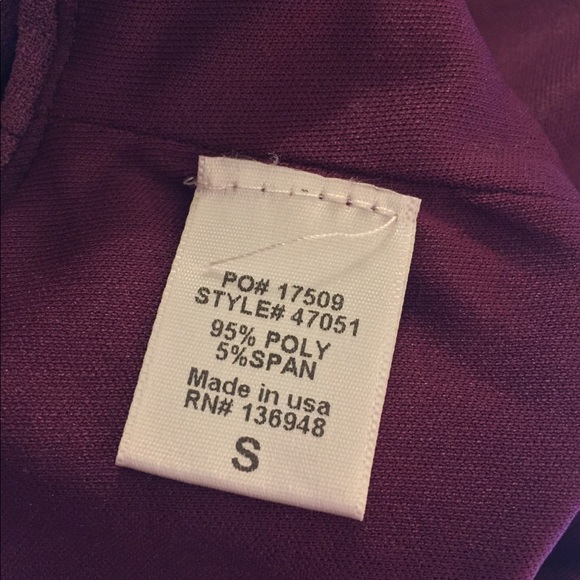 PO# 17509
STYLE# 47051
95% POLY
5%SPAN
Made in usa
RN# 136948
S